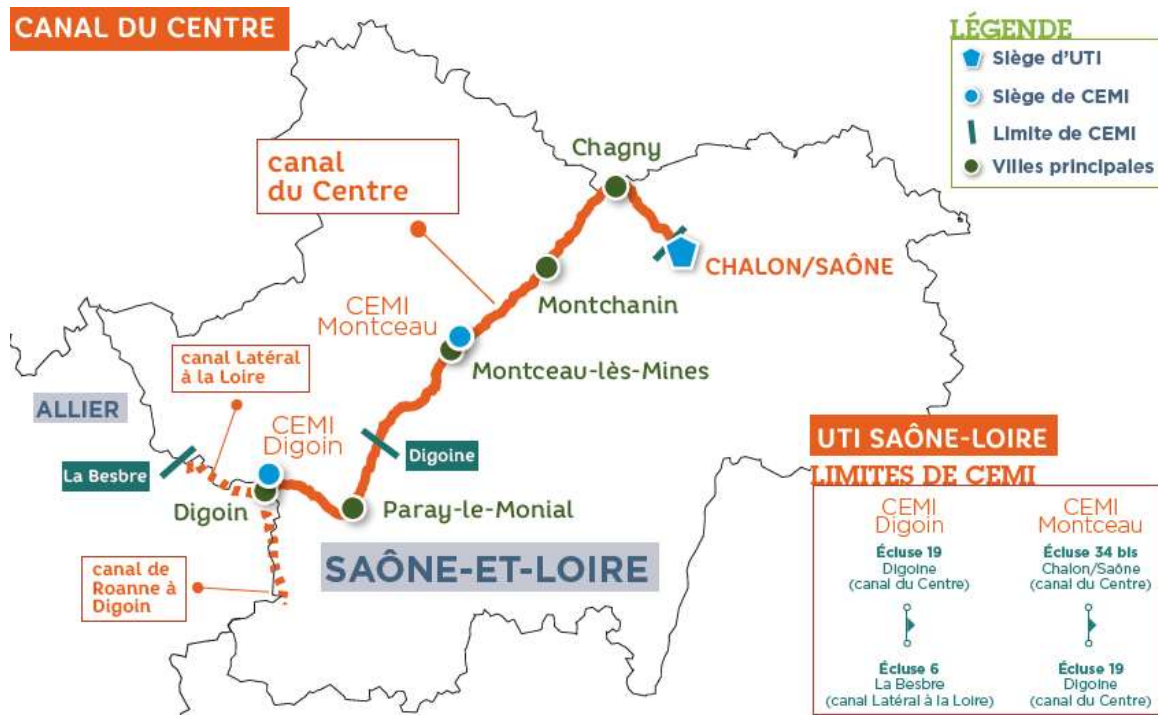 CANAL DU CENTRE
LÉGENDE
Siège d'UTI
Siège de CEMI
Limite de CEMI
Villes principales
Chagny
canal
du Centre
CHALON/SAÔNE
Montchanin
CEMI
Montceau
Montceau-lès-Mines
canal Latéral
à la Loire
ALLIER
CEMI
Digoin
Digoine
La Besbre
Digoin
Paray-le-Monial
canal de
Roanne à
Digoin
SAÔNE-ET-LOIRE
UTI SAÔNE-LOIRE
LIMITES DE CEMI
CEMI
Digoin
Écluse 19
Digoine
(canal du Centre)
Écluse 6
La Besbre
(canal Latéral à la Loire)
CEMI
Montceau
Écluse 34 bis
Chalon/Saône
(canal du Centre)
Écluse 19
Digoine
(canal du Centre)